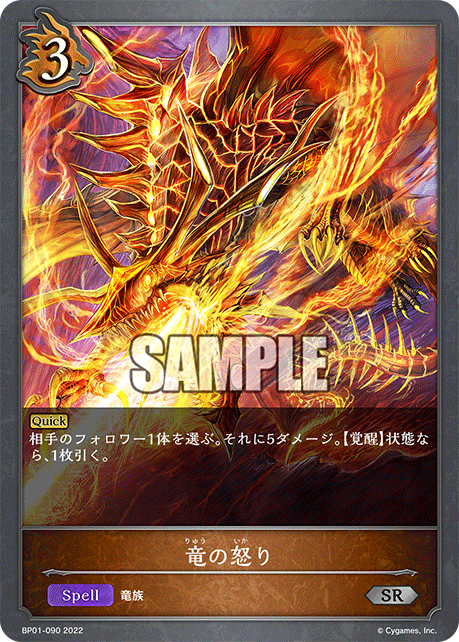 3
SAMPLE
Quick
相手のフォロワー1体を選ぶ。それに5ダメージ。【覚醒】状態な
ら、1枚引く。
りゅう いか
竜の怒り
Spell 竜族 SR
BP01-090 2022 © Cygames, Inc.